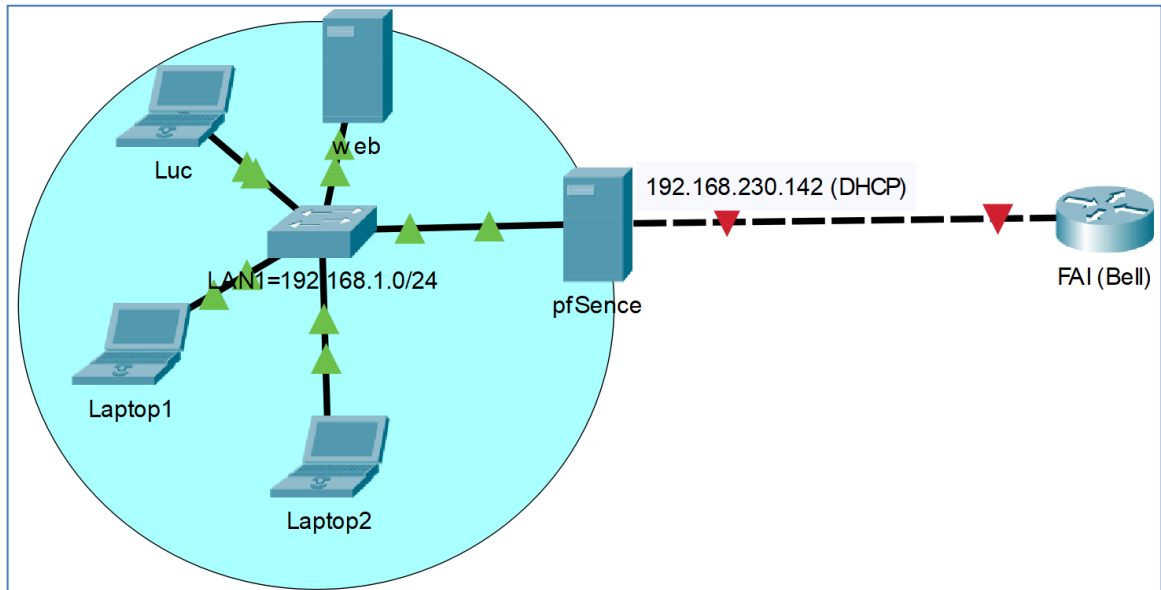 web
Luc
192.168.230.142 (DHCP)
LAN1=192.168.1.0/24
pfSence
FAI (Bell)
Laptop1
Laptop2